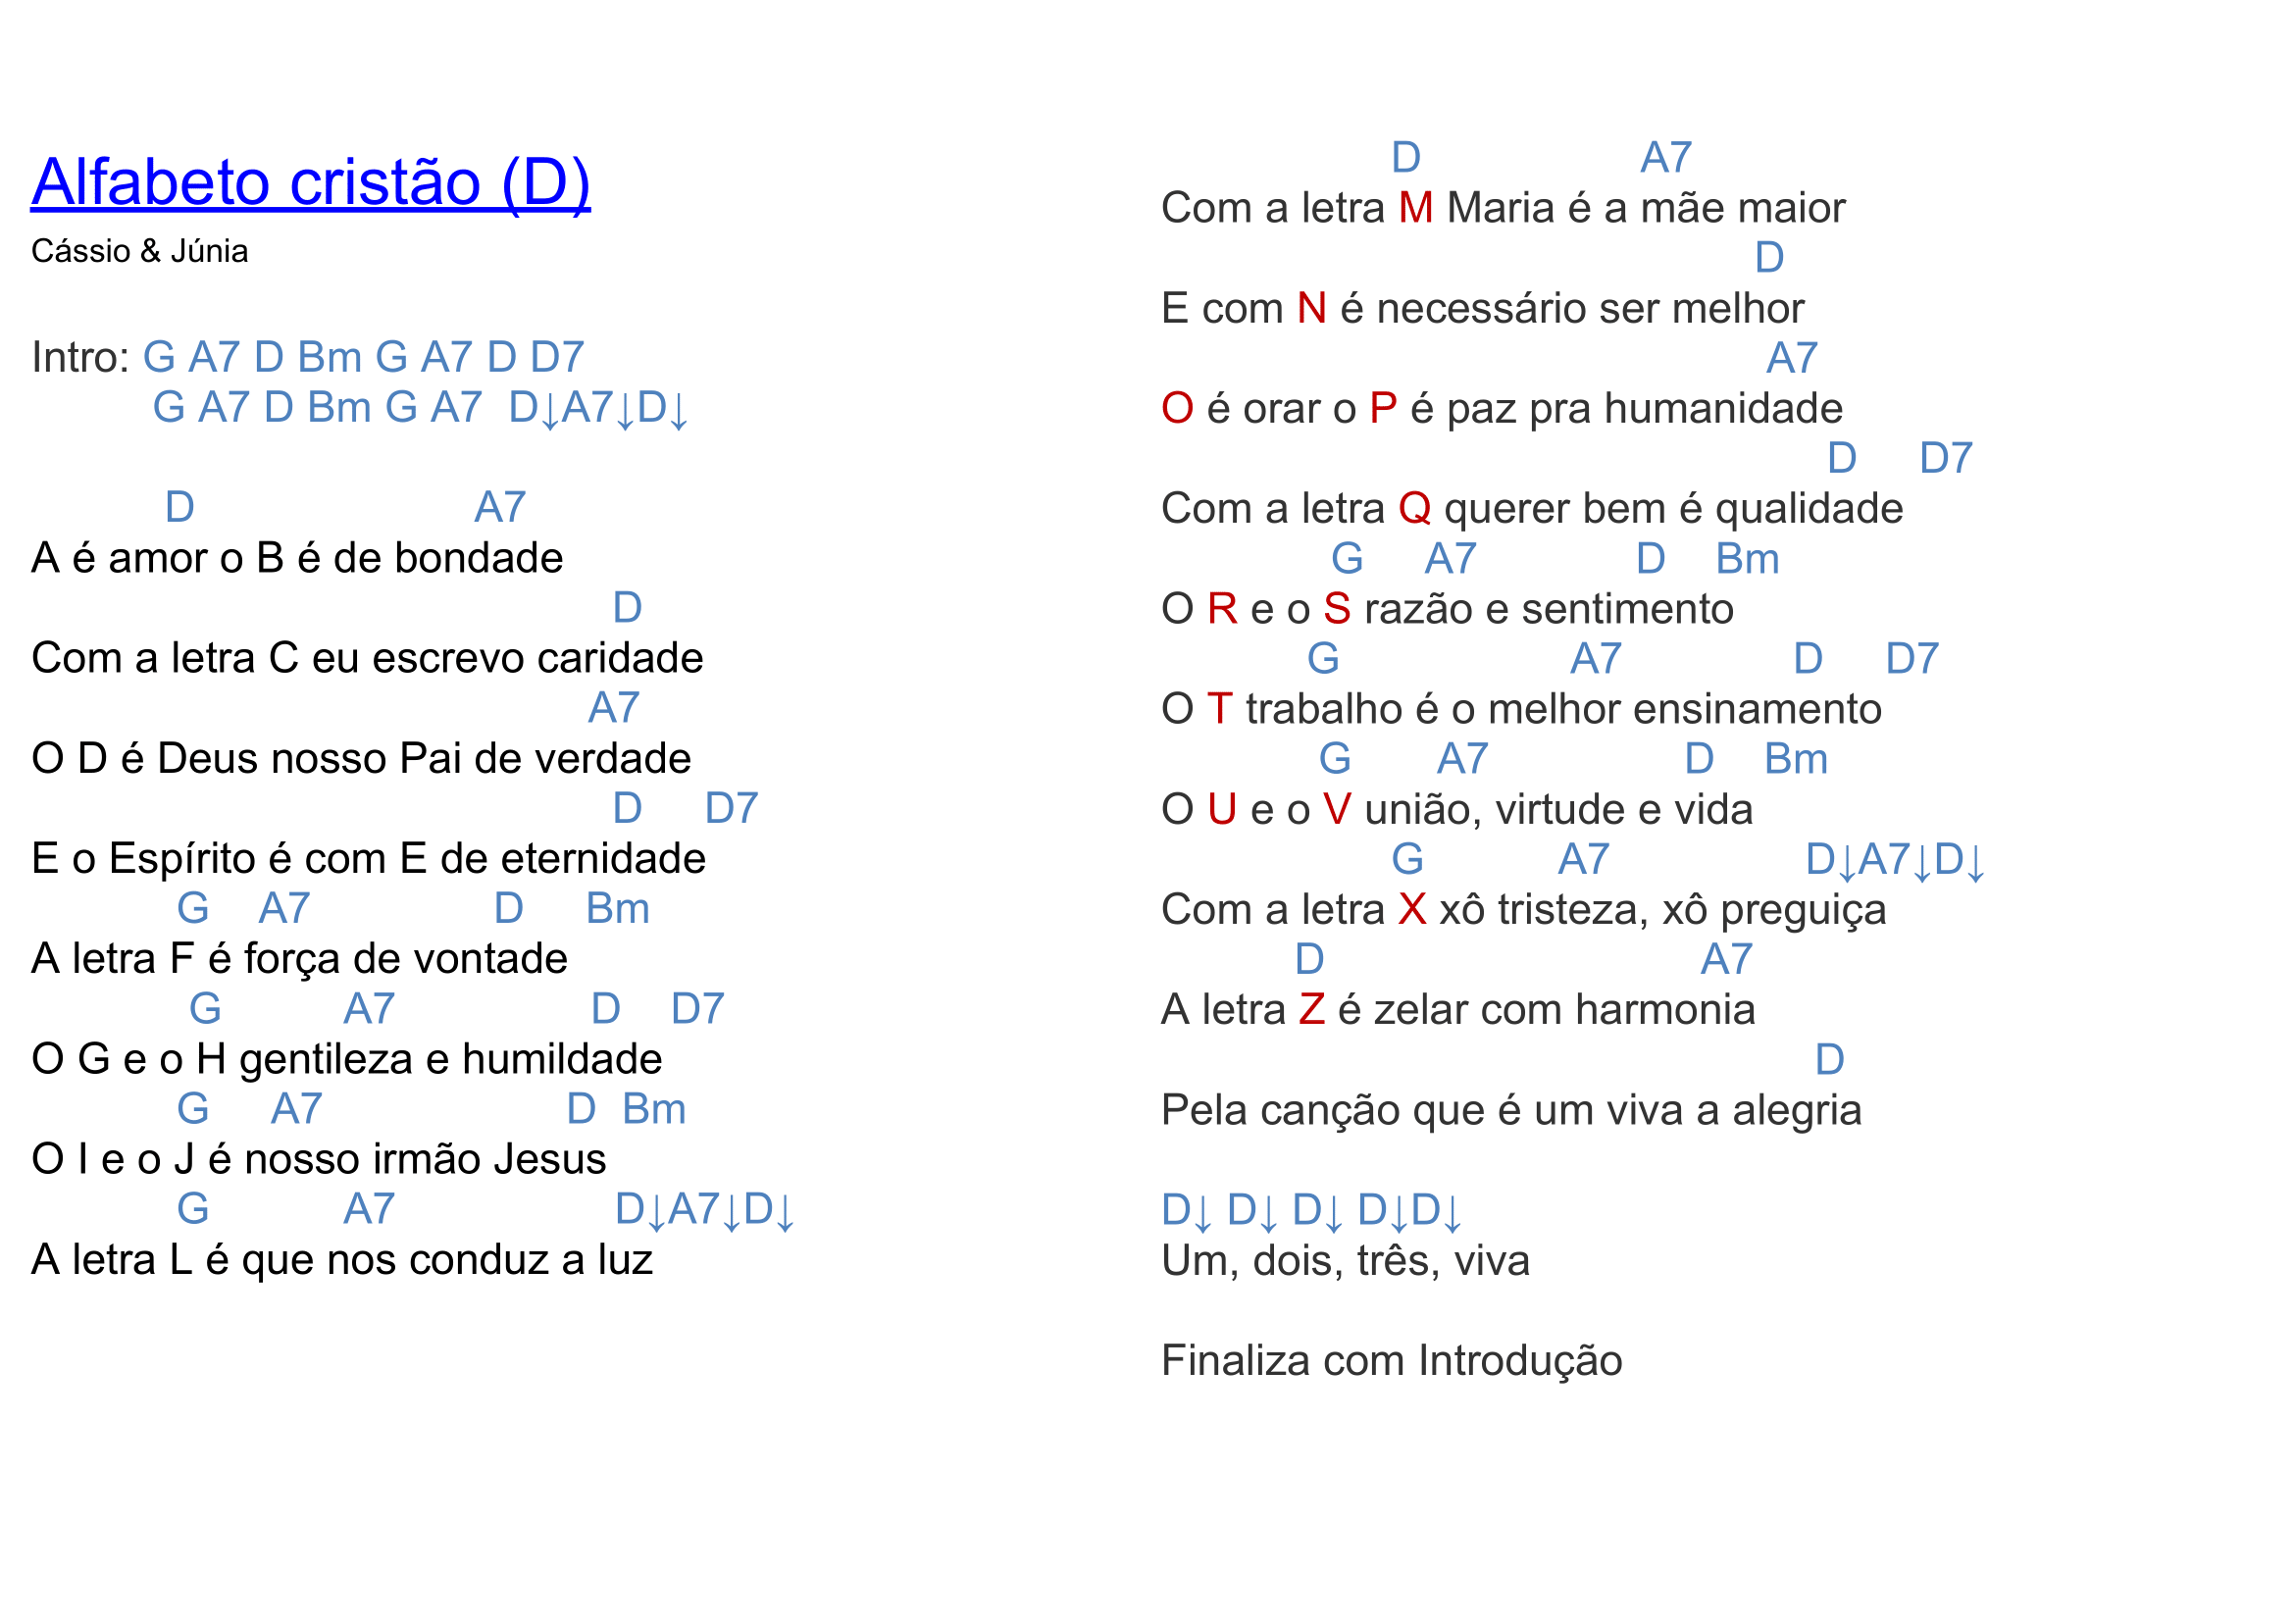 Alfabeto cristão (D)
Cássio & Júnia
Intro: G A7 D Bm G A7 D D7
G A7 D Bm G A7 D↓A7↓D↓
D A7
A é amor o B é de bondade
D
Com a letra C eu escrevo caridade
A7
O D é Deus nosso Pai de verdade
D D7
E o Espírito é com E de eternidade
G A7 D Bm
A letra F é força de vontade
G A7 D D7
O G e o H gentileza e humildade
G A7 D Bm
O I e o J é nosso irmão Jesus
G A7 D↓A7↓D↓
A letra L é que nos conduz a luz
D A7
Com a letra M Maria é a mãe maior
D
E com N é necessário ser melhor
A7
O é orar o P é paz pra humanidade
D D7
Com a letra Q querer bem é qualidade
G A7 D Bm
O R e o S razão e sentimento
G A7 D D7
O T trabalho é o melhor ensinamento
G A7 D Bm
O U e o V união, virtude e vida
G A7 D↓A7↓D↓
Com a letra X xô tristeza, xô preguiça
D A7
A letra Z é zelar com harmonia
D
Pela canção que é um viva a alegria
D↓ D↓ D↓ D↓D↓
Um, dois, três, viva
Finaliza com Introdução